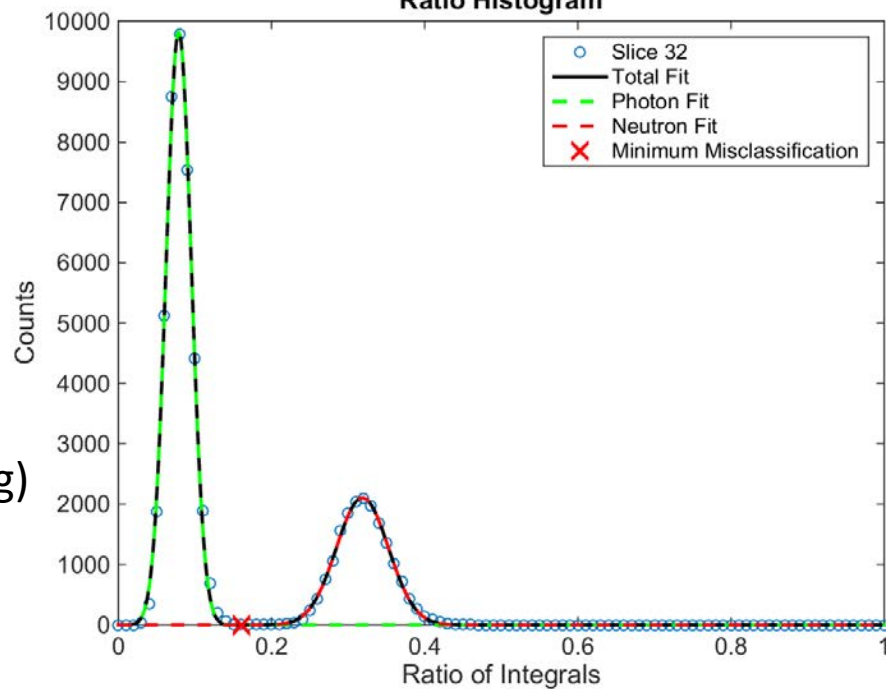 Ratio Histogram
10000
9000
8000
7000
6000
5000
4000
3000
2000
1000
0
Counts
Slice 32
Total Fit
Photon Fit
Neutron Fit
Minimum Misclassification
g)
0 0.2 0.4 0.6 0.8 1
Ratio of Integrals